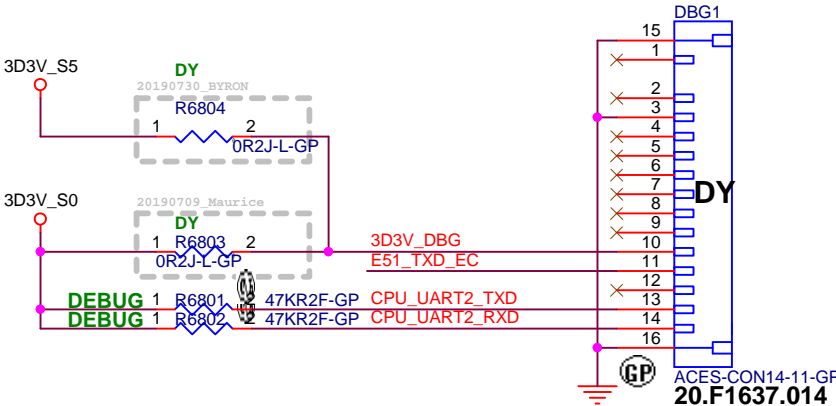 DBG1
15
1
3D3V_S5
DY
20190730_BYRON
R6804
1 2
0R2J-L-GP
2
3
4
5
6
7
DY
8
9
3D3V_S0
20190709_Maurice
DY
1 R6803 2
0R2J-L-GP
3D3V_DBG 10
E51_TXD_EC 11
12
DEBUG 1 R6801 47KR2F-GP CPU_UART2_TXD 13
DEBUG 1 R6802 2 47KR2F-GP CPU_UART2_RXD 14
16
GP
ACES-CON14-11-GP
20.F1637.014